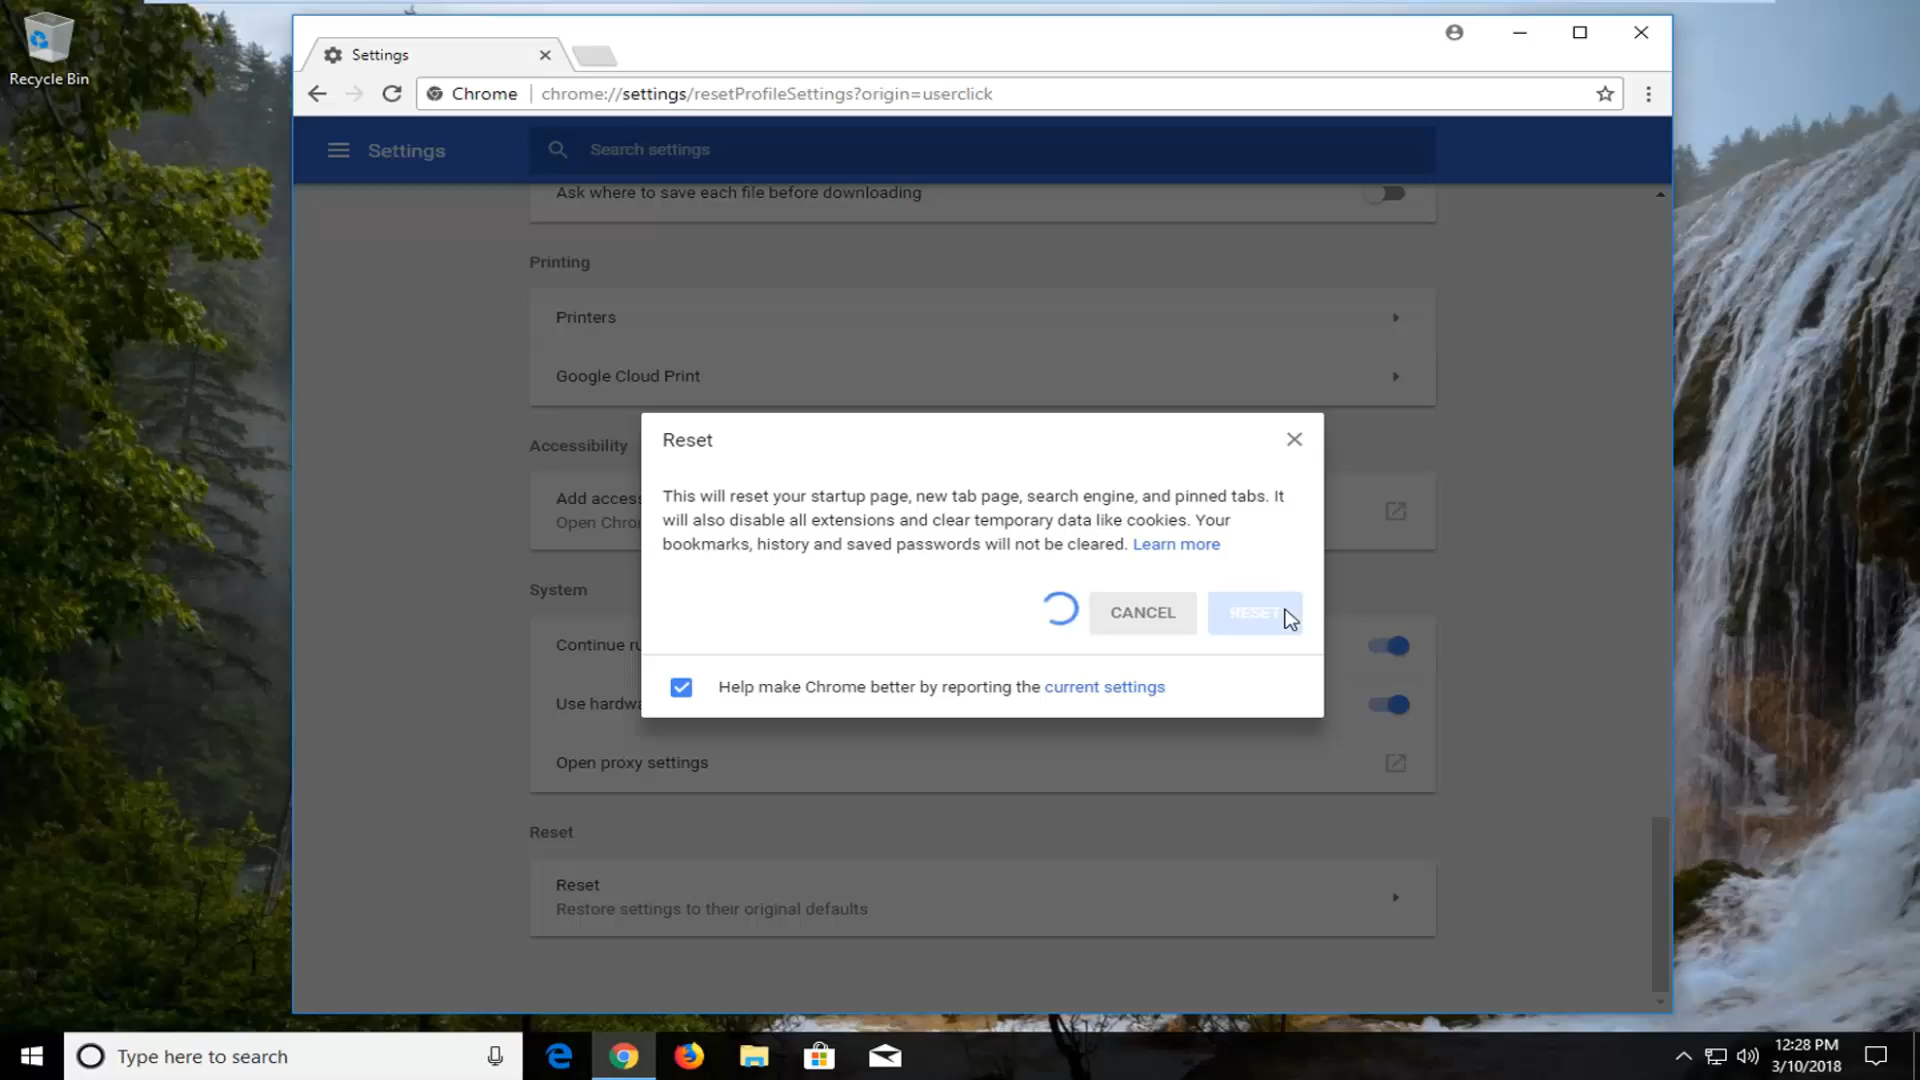 Recycle Bin
Settings
Chrome
chrome://settings/resetProfileSettings?origin=userclick
Settings
Search settings
Ask where to save each file before downloading
Printing
Printers
Google Cloud Print
Accessibility
Add acces
Open Chro
Reset
This will reset your startup page, new tab page, search engine, and pinned tabs. It
will also disable all extensions and clear temporary data like cookies. Your
bookmarks, history and saved passwords will not be cleared. Learn more
CANCEL
RESET
Help make Chrome better by reporting the current settings
System
Continue ru
Use hardwa
Open proxy settings
Reset
Reset
Restore settings to their original defaults
Type here to search
12:28 PM
3/10/2018